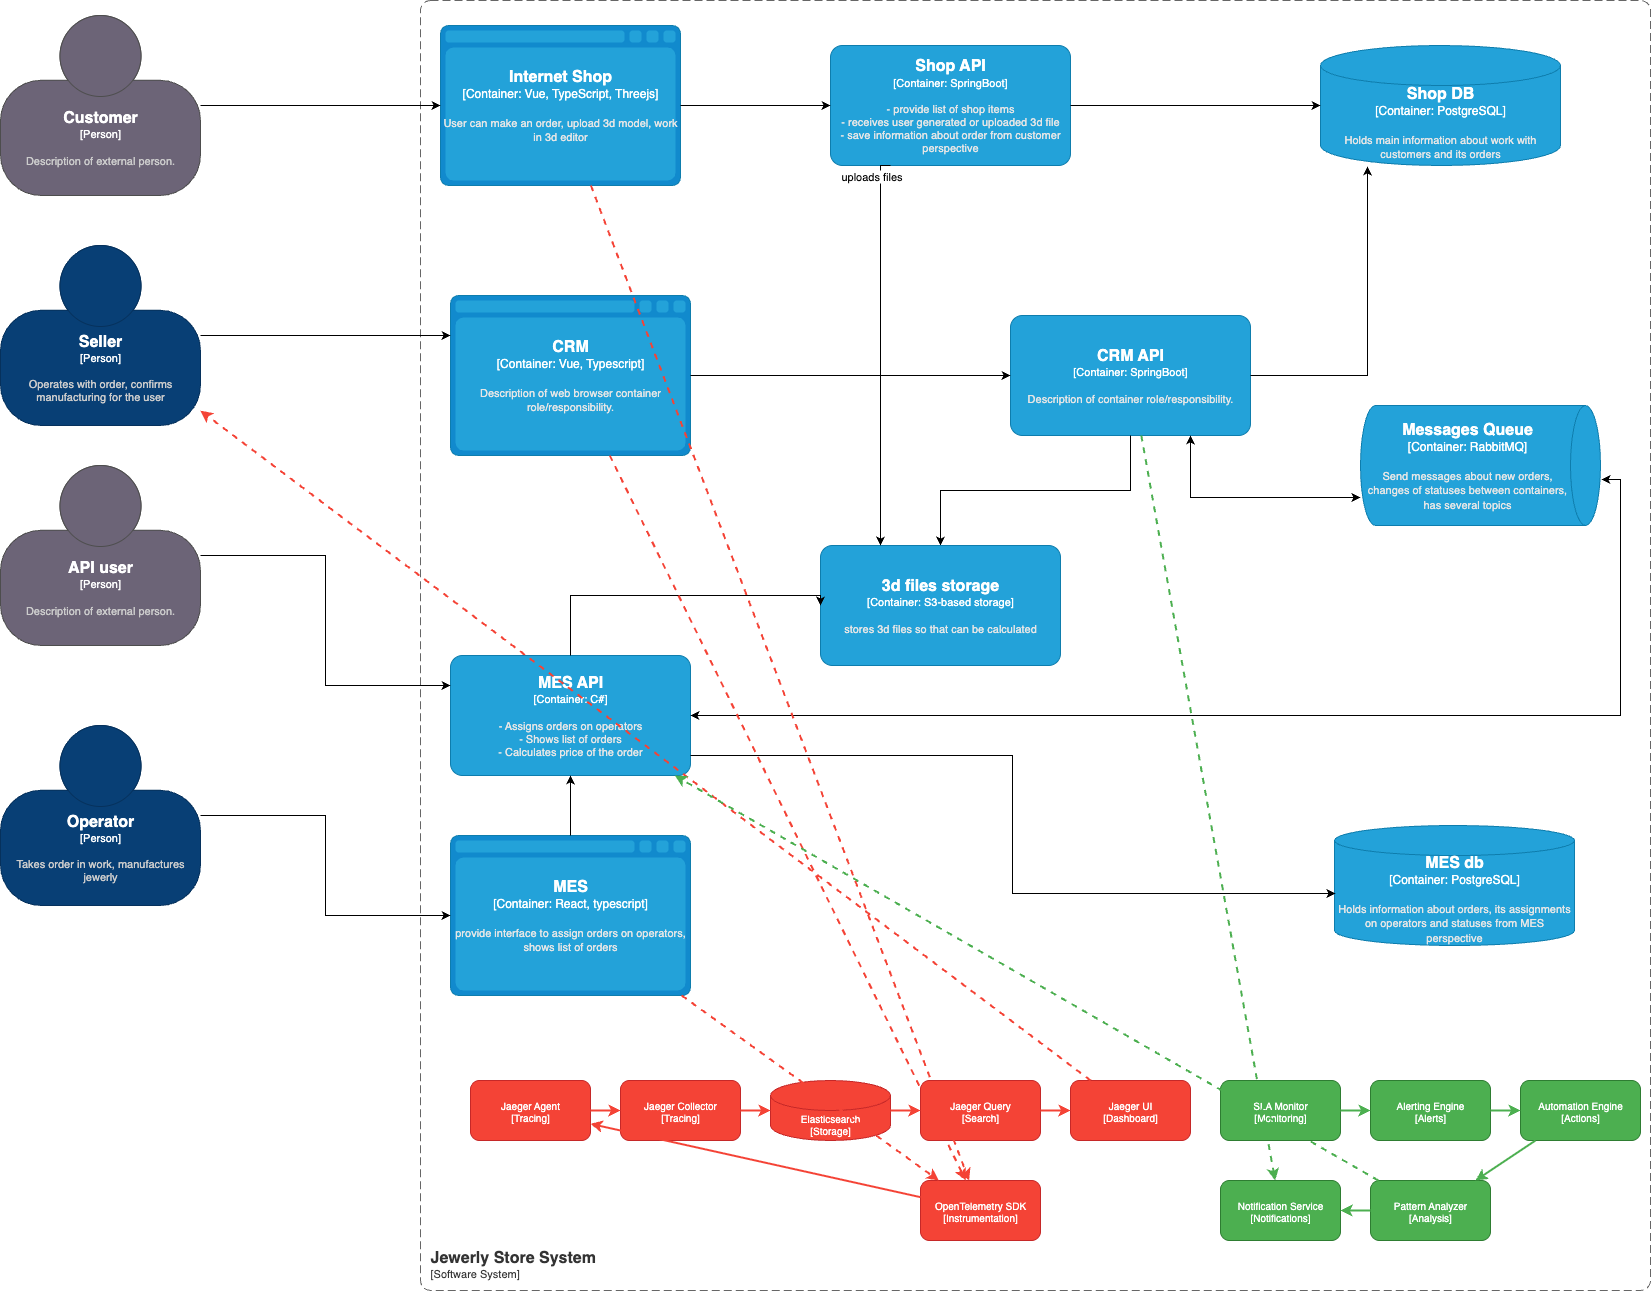 Customer
[Person]
Description of external person.
Internet Shop
[Container: Vue, TypeScript, Threejs]
User can make an order, upload 3d model, work
in 3d editor
Shop API
[Container: SpringBoot]
- provide list of shop items
- receives user generated or uploaded 3d file
- save information about order from customer
perspective
uploads files
Shop DB
[Container: PostgreSQL]
Holds main information about work with
customers and its orders
Seller
[Person]
Operates with order, confirms
manufacturing for the user
CRM
[Container: Vue, Typescript]
Description of web browser container
role/responsibility.
CRM API
[Container: SpringBoot]
Description of container role/responsibility.
Messages Queue
[Container: RabbitMQ]
Send messages about new orders,
changes of statuses between containers,
has several topics
API user
[Person]
Description of external person.
3d files storage
[Container: S3-based storage]
stores 3d files so that can be calculated
MES API
[Container: C#]
- Assigns orders on operators
- Shows list of orders
- Calculates price of the order
Operator
[Person]
Takes order in work, manufactures
jewerly
MES
[Container: React, typescript]
provide interface to assign orders on operators,
shows list of orders
MES db
[Container: PostgreSQL]
Holds information about orders, its assignments
on operators and statuses from MES
perspective
Jaeger Agent
[Tracing]
Jaeger Collector
[Tracing]
Elasticsearch
[Storage]
Jaeger Query
[Search]
Jaeger UI
[Dashboard]
SLA Monitor
[Monitoring]
Alerting Engine
[Alerts]
Automation Engine
[Actions]
OpenTelemetry SDK
[Instrumentation]
Notification Service
[Notifications]
Pattern Analyzer
[Analysis]
Jewerly Store System
[Software System]